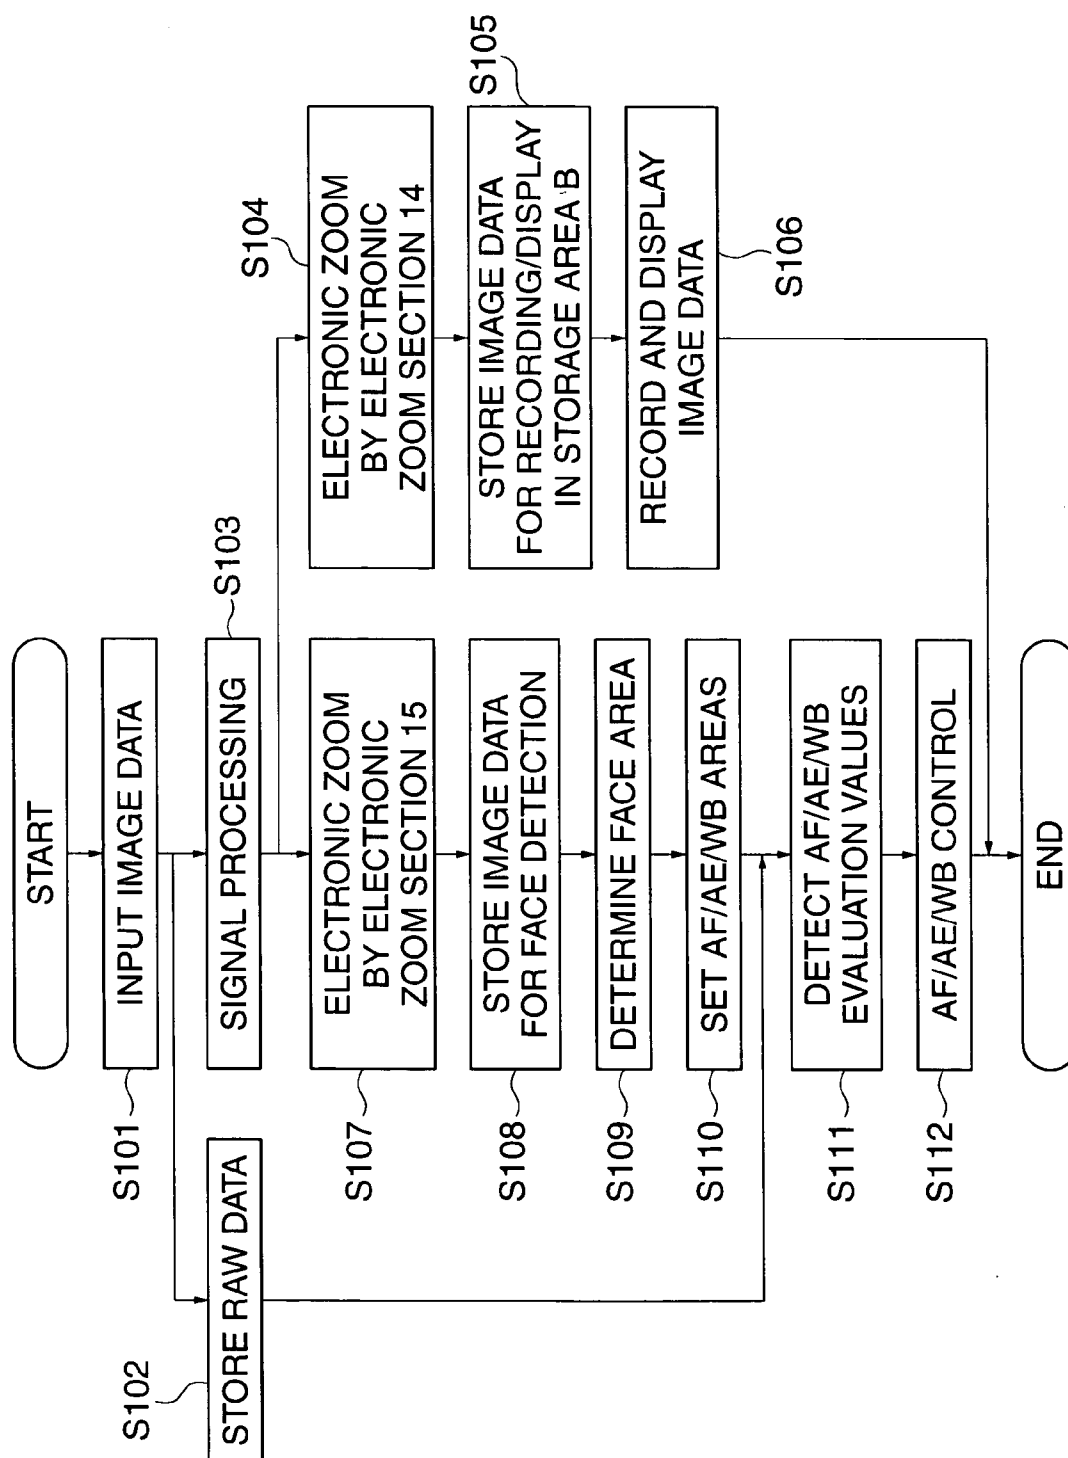 START
INPUT IMAGE DATA
S101
STORE RAW DATA
S102
SIGNAL PROCESSING
S103
ELECTRONIC ZOOM
BY ELECTRONIC
ZOOM SECTION 14
S104
STORE IMAGE DATA
FOR RECORDING/DISPLAY
IN STORAGE AREA B
S105
RECORD AND DISPLAY
IMAGE DATA
S106
ELECTRONIC ZOOM
BY ELECTRONIC
ZOOM SECTION 15
S107
STORE IMAGE DATA
FOR FACE DETECTION
S108
DETERMINE FACE AREA
S109
SET AF/AE/WB AREAS
S110
DETECT AF/AE/WB
EVALUATION VALUES
S111
AF/AE/WB CONTROL
S112
END